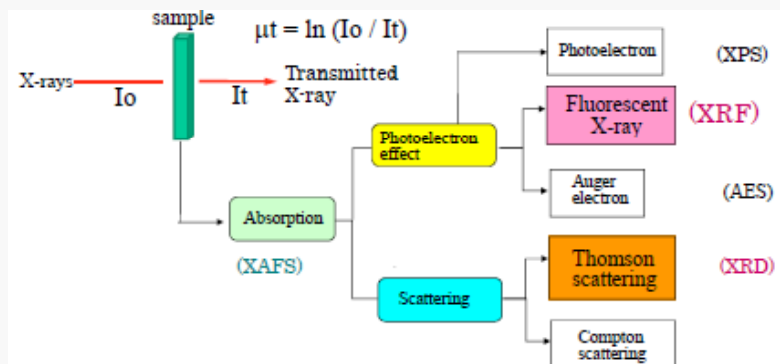 sample
μt = ln (Io / It)
X-rays
Io
It
Transmitted
X-ray
Photoelectron
(XPS)
Fluorescent
X-ray
(XRF)
Photoelectron
effect
Auger
electron
(AES)
Absorption
(XAFS)
Thomson
scattering
(XRD)
Scattering
Compton
scattering